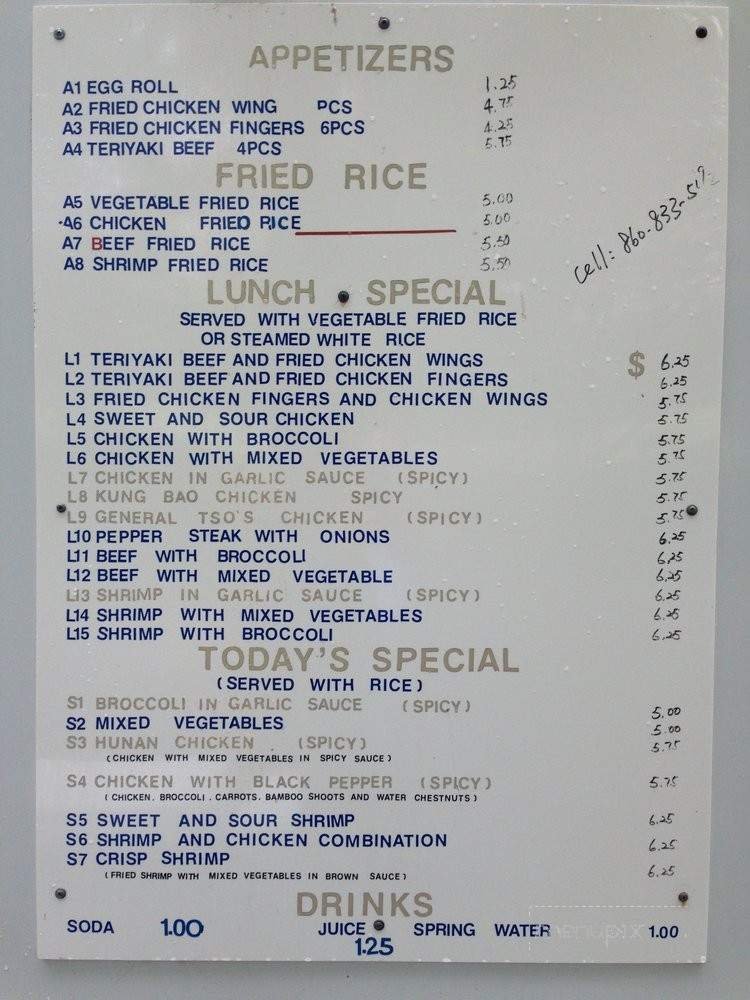 APPETIZERS
A1 EGG ROLL 1.25
A2 FRIED CHICKEN WING PCS 4.75
A3 FRIED CHICKEN FINGERS 6PCS 4.25
A4 TERIYAKI BEEF 4PCS 5.75
FRIED RICE
A5 VEGETABLE FRIED RICE 5.00
A6 CHICKEN FRIED RICE 5.00
A7 BEEF FRIED RICE 5.50
A8 SHRIMP FRIED RICE 5.50
cell: 860-833-
LUNCH SPECIAL
SERVED WITH VEGETABLE FRIED RICE
OR STEAMED WHITE RICE
L1 TERIYAKI BEEF AND FRIED CHICKEN WINGS $ 6.25
L2 TERIYAKI BEEF AND FRIED CHICKEN FINGERS 6.25
L3 FRIED CHICKEN FINGERS AND CHICKEN WINGS 5.75
L4 SWEET AND SOUR CHICKEN 5.75
L5 CHICKEN WITH BROCCOLI 5.75
L6 CHICKEN WITH MIXED VEGETABLES 5.75
L7 CHICKEN IN GARLIC SAUCE (SPICY) 5.75
L8 KUNG BAO CHICKEN SPICY 5.75
L9 GENERAL TSO'S CHICKEN (SPICY) 5.75
L10 PEPPER STEAK WITH ONIONS 6.25
L11 BEEF WITH BROCCOLI 6.25
L12 BEEF WITH MIXED VEGETABLE 6.25
L13 SHRIMP IN GARLIC SAUCE (SPICY) 6.25
L14 SHRIMP WITH MIXED VEGETABLES 6.25
L15 SHRIMP WITH BROCCOLI 6.25
TODAY'S SPECIAL
(SERVED WITH RICE)
S1 BROCCOLI IN GARLIC SAUCE (SPICY) 5.00
S2 MIXED VEGETABLES 5.00
S3 HUNAN CHICKEN (SPICY) 5.75
(CHICKEN WITH MIXED VEGETABLES IN SPICY SAUCE)
S4 CHICKEN WITH BLACK PEPPER (SPICY) 5.75
(CHICKEN. BROCCOLI. CARROTS. BAMBOO SHOOTS AND WATER CHESTNUTS)
S5 SWEET AND SOUR SHRIMP 6.25
S6 SHRIMP AND CHICKEN COMBINATION 6.25
S7 CRISP SHRIMP 6.25
(FRIED SHRIMP WITH MIXED VEGETABLES IN BROWN SAUCE)
DRINKS
SODA 1.00 JUICE SPRING WATER 1.00
1.25
menupix